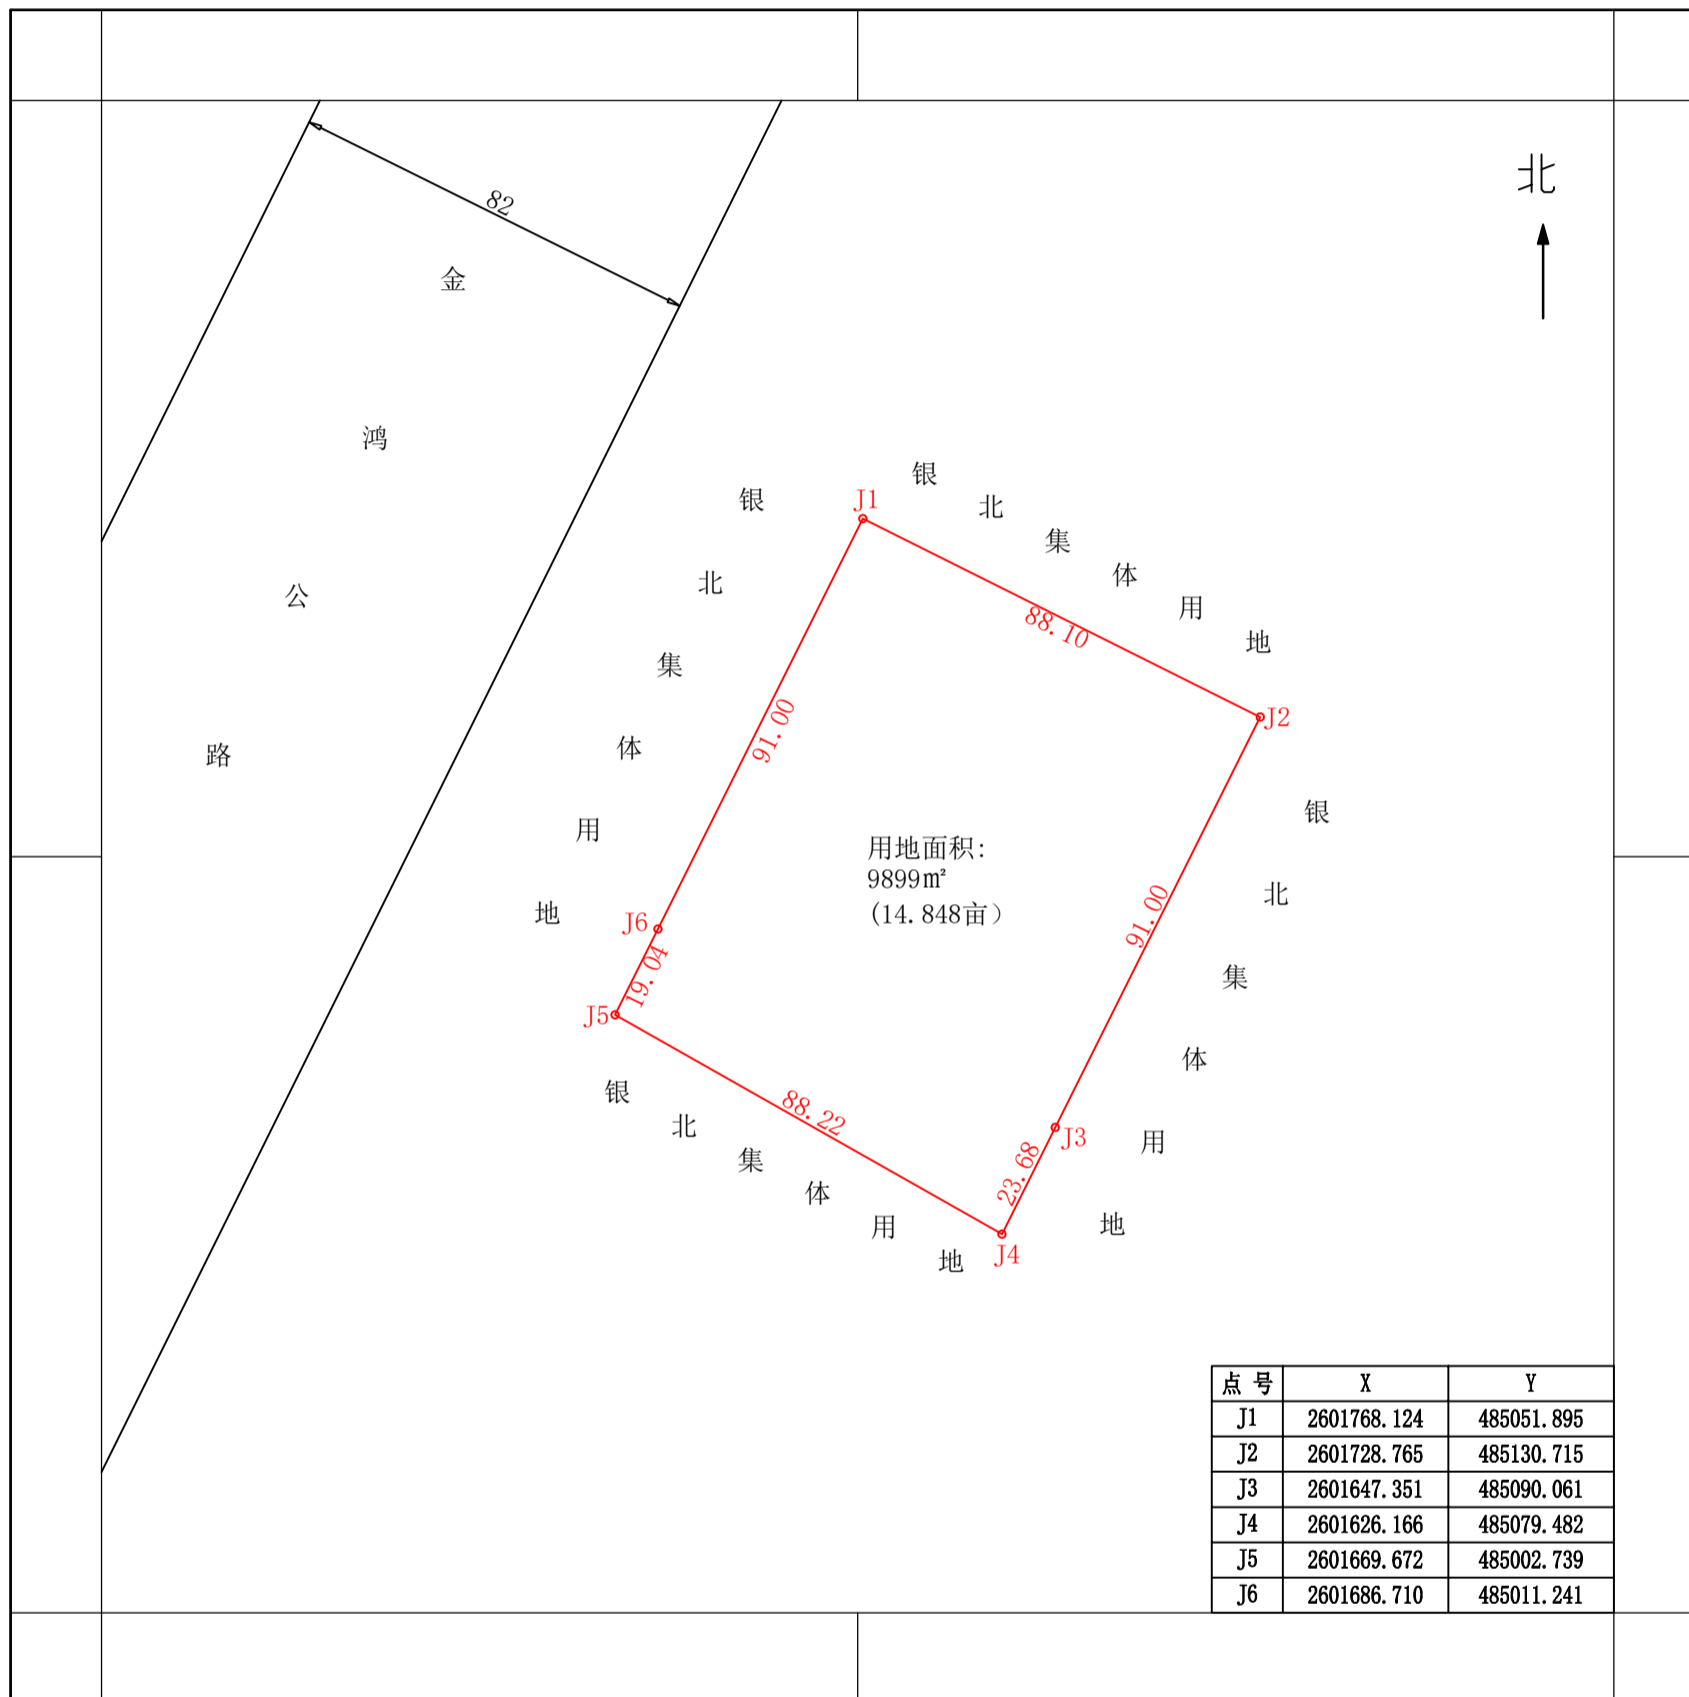 北
82
金鸿公路
银北集体用地
银北集体用地
J1
88.10
J2
91.00
91.00
银北集体用地
用地面积:
9899㎡
(14.848亩)
J6
19.04
J5
88.22
J3
23.68
J4
银北集体用地
点 号 X Y
J1 2601768.124 485051.895
J2 2601728.765 485130.715
J3 2601647.351 485090.061
J4 2601626.166 485079.482
J5 2601669.672 485002.739
J6 2601686.710 485011.241